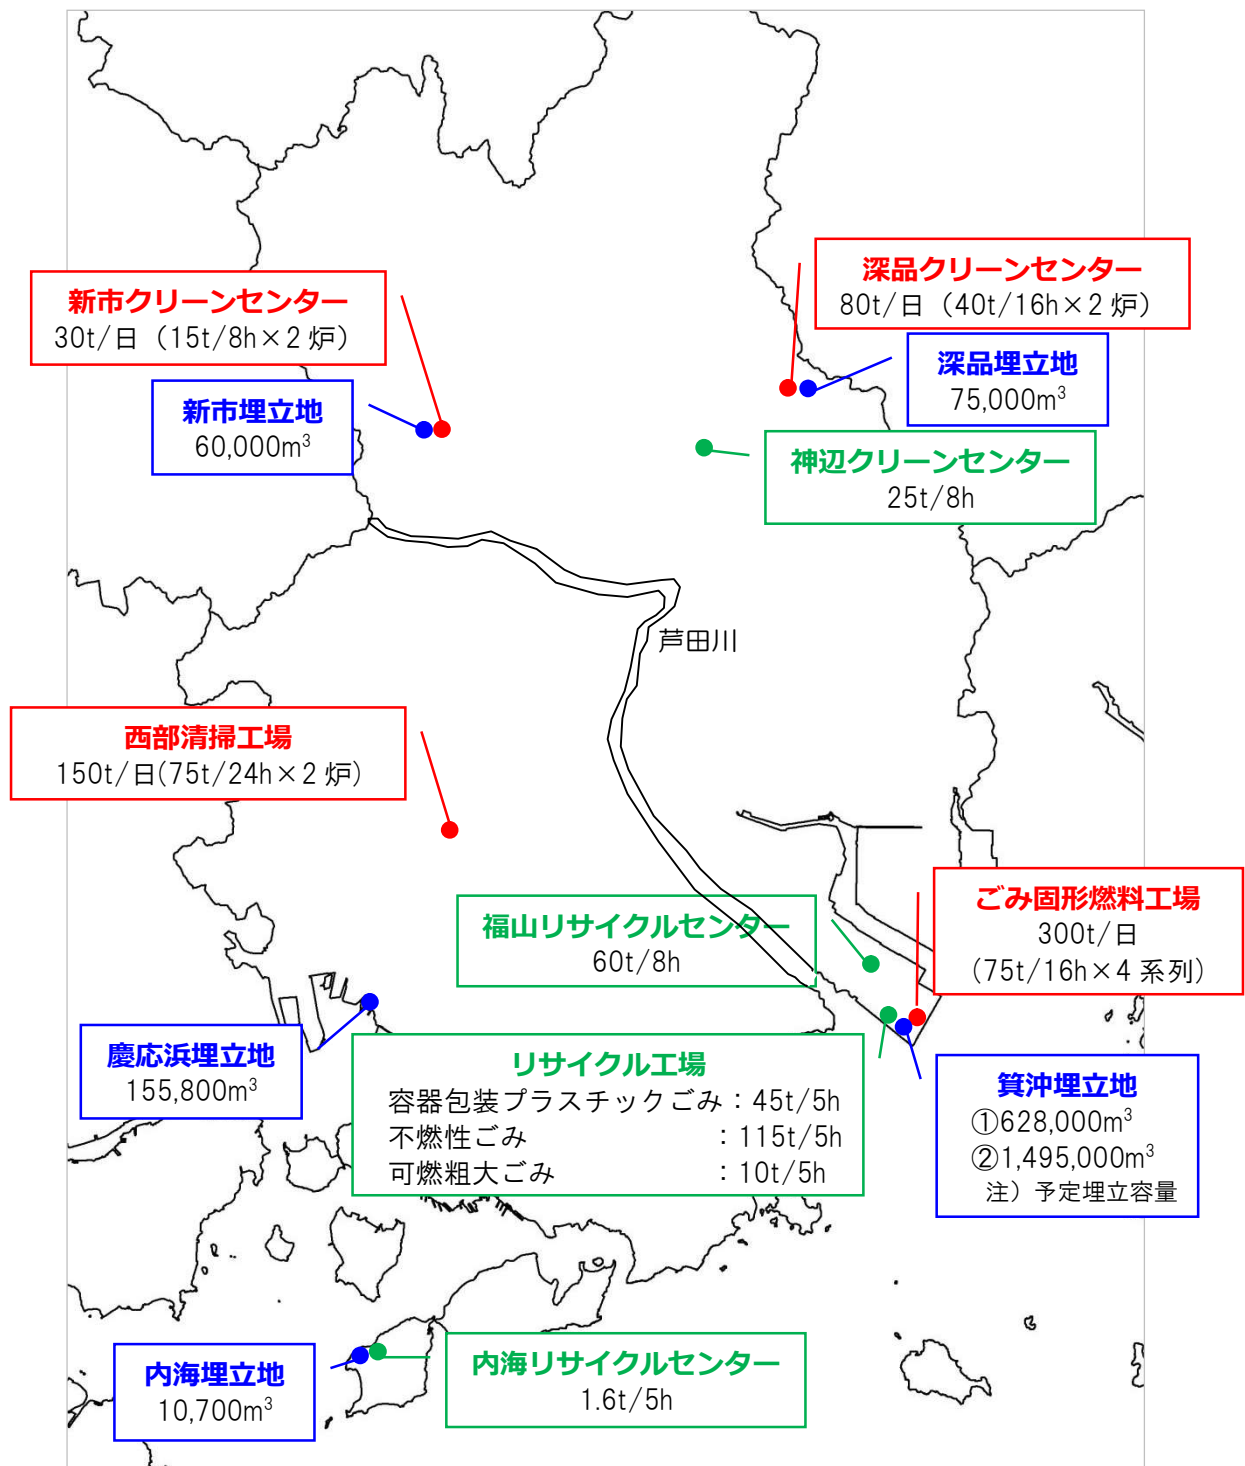 深品クリーンセンター
80t/日（40t/16h×2 炉）
新市クリーンセンター
30t/日（15t/8h×2 炉）
深品埋立地
75,000m³
新市埋立地
60,000m³
神辺クリーンセンター
25t/8h
芦田川
西部清掃工場
150t/日(75t/24h×2 炉)
ごみ固形燃料工場
300t/日
(75t/16h×4 系列)
福山リサイクルセンター
60t/8h
慶応浜埋立地
155,800m³
リサイクル工場
容器包装プラスチックごみ：45t/5h
不燃性ごみ：115t/5h
可燃粗大ごみ：10t/5h
箕沖埋立地
①628,000m³
②1,495,000m³
注）予定埋立容量
内海埋立地
10,700m³
内海リサイクルセンター
1.6t/5h